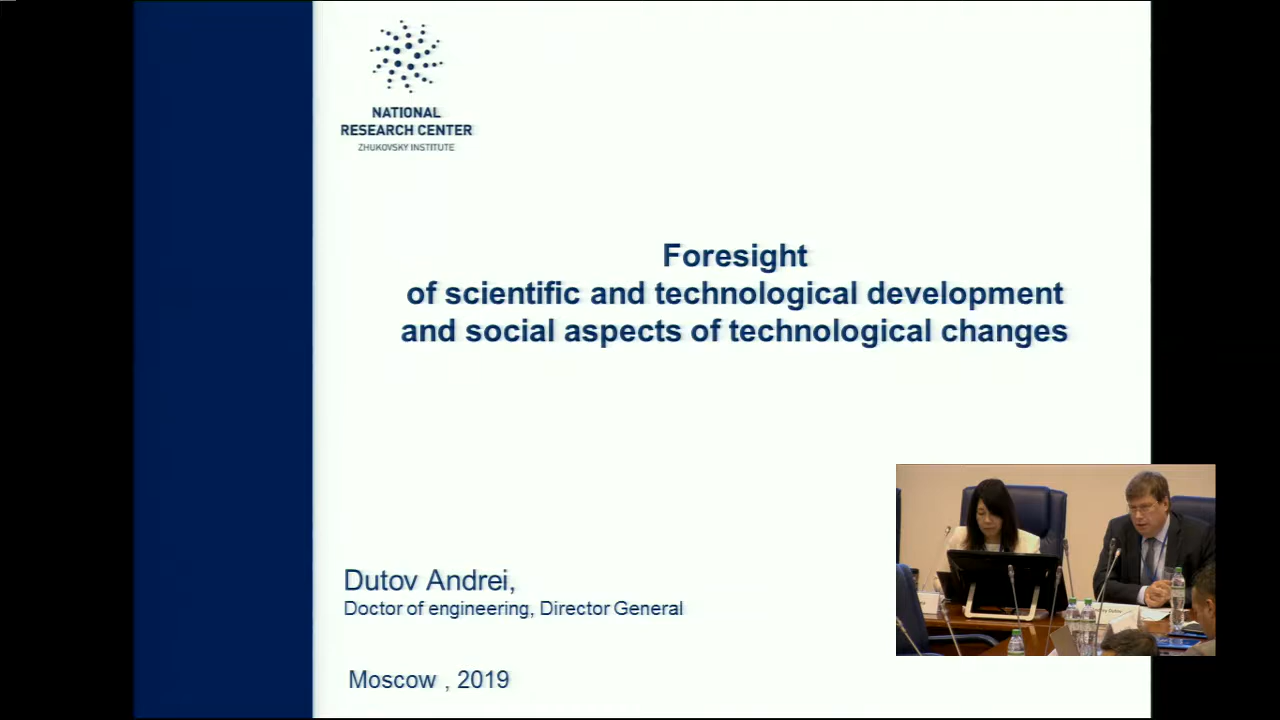 NATIONAL
RESEARCH CENTER
ZHUKOVSKY INSTITUTE
Foresight
of scientific and technological development
and social aspects of technological changes
Dutov Andrei,
Doctor of engineering, Director General
Moscow , 2019